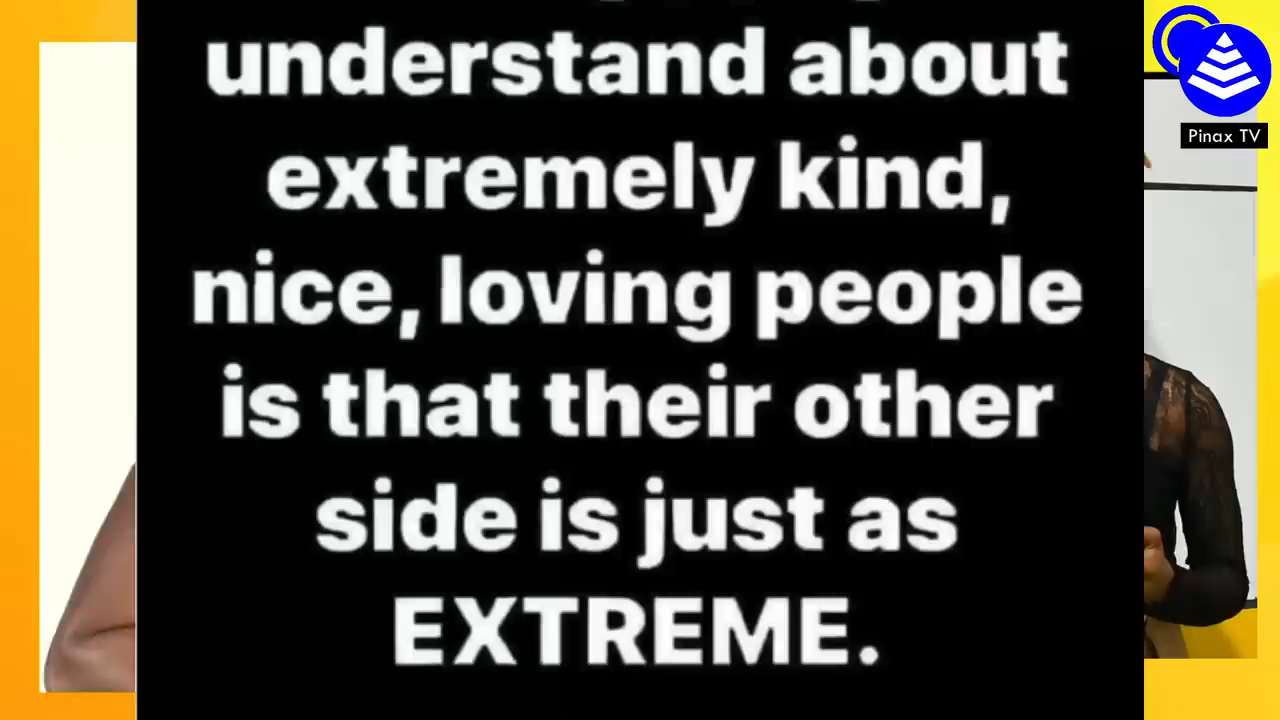 understand about
extremely kind,
nice, loving people
is that their other
side is just as
EXTREME.
Pinax TV